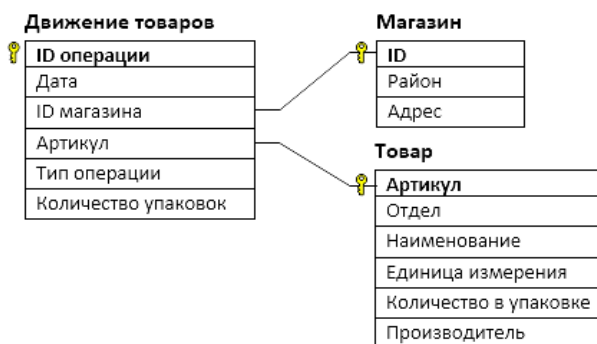 Движение товаров
ID операции
Дата
ID магазина
Артикул
Тип операции
Количество упаковок
Магазин
ID
Район
Адрес
Товар
Артикул
Отдел
Наименование
Единица измерения
Количество в упаковке
Производитель